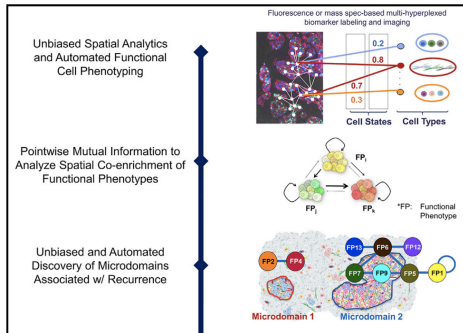 Fluorescence or mass spec-based multi-hyperplexed
biomarker labeling and imaging
Unbiased Spatial Analytics
and Automated Functional
Cell Phenotyping
0.2
0.8
0.7
0.3
Cell States
Cell Types
Pointwise Mutual Information to
Analyze Spatial Co-enrichment of
Functional Phenotypes
FPi
FPj
FPk
*FP: Functional
Phenotype
Unbiased and Automated
Discovery of Microdomains
Associated w/ Recurrence
FP13
FP6
FP12
FP2
FP4
FP7
FP9
FP5
FP1
Microdomain 1
Microdomain 2